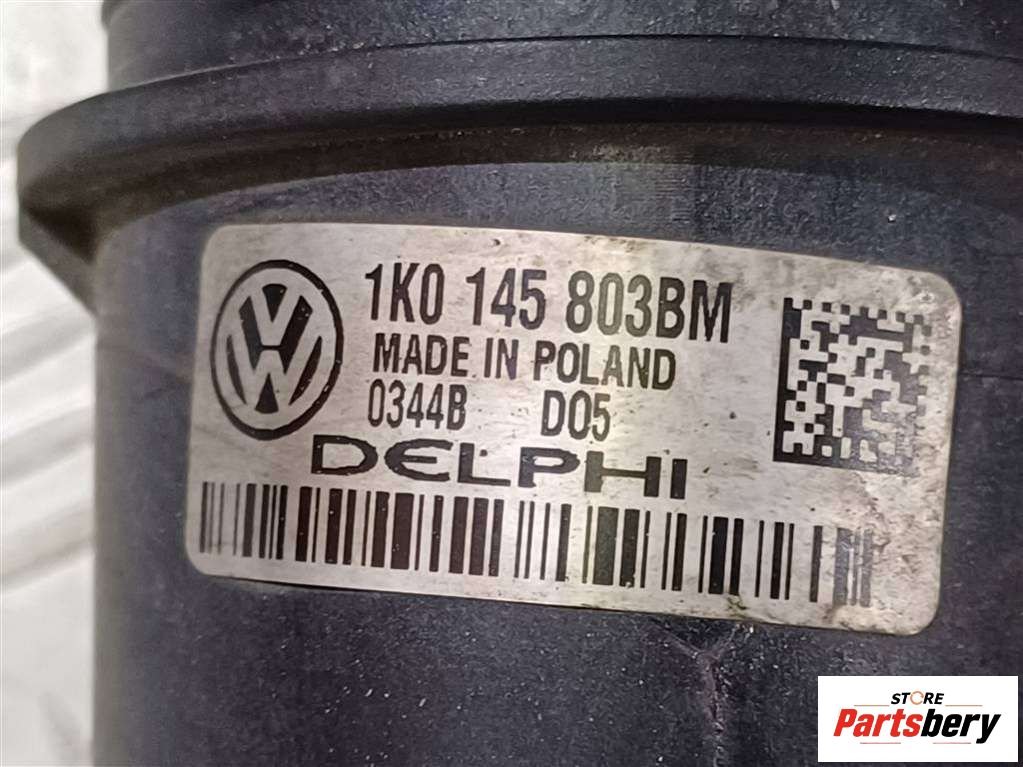 1K0 145 803BM
MADE IN POLAND
0344B D05
DELPHI
STORE
Partsbery